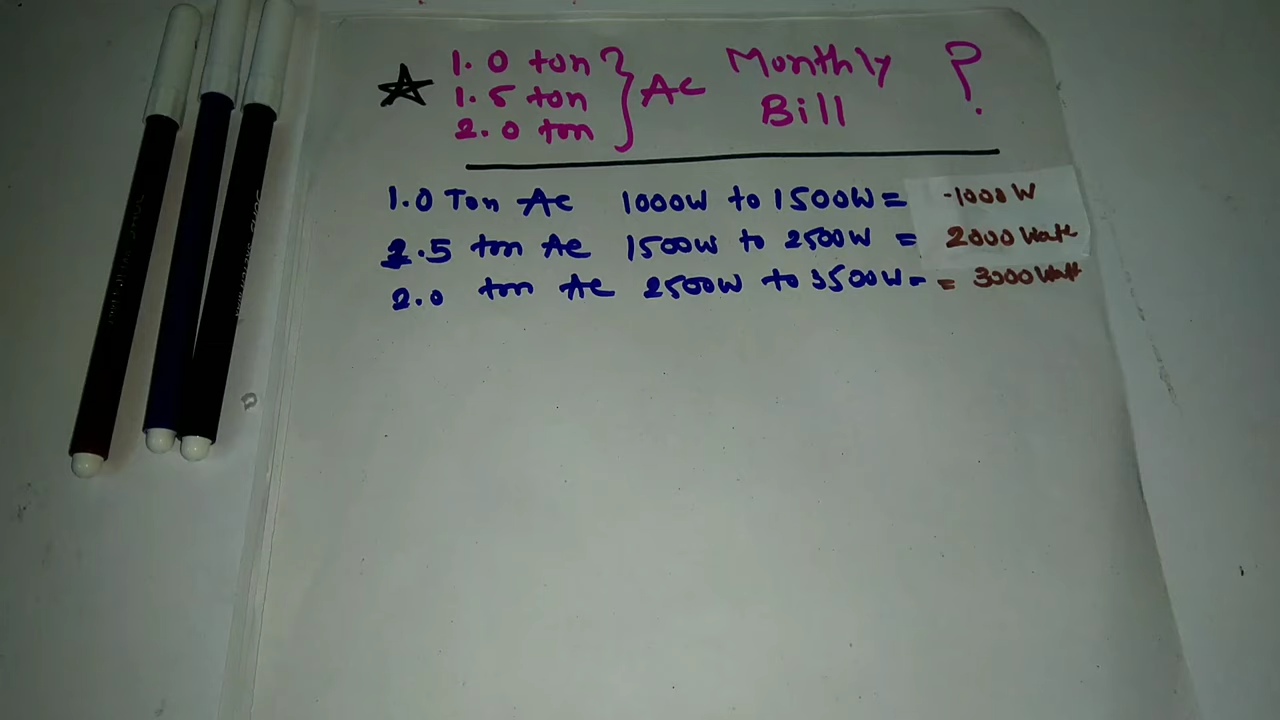 ☆ 1.0 ton
1.5 ton } AC Monthly Bill ?
2.0 ton
1.0 Ton AC 1000W to 1500W = -1000 W
2.5 ton AC 1500W to 2500W = 2000 Watt
2.0 ton AC 2500W to 3500W = = 3000 Watt